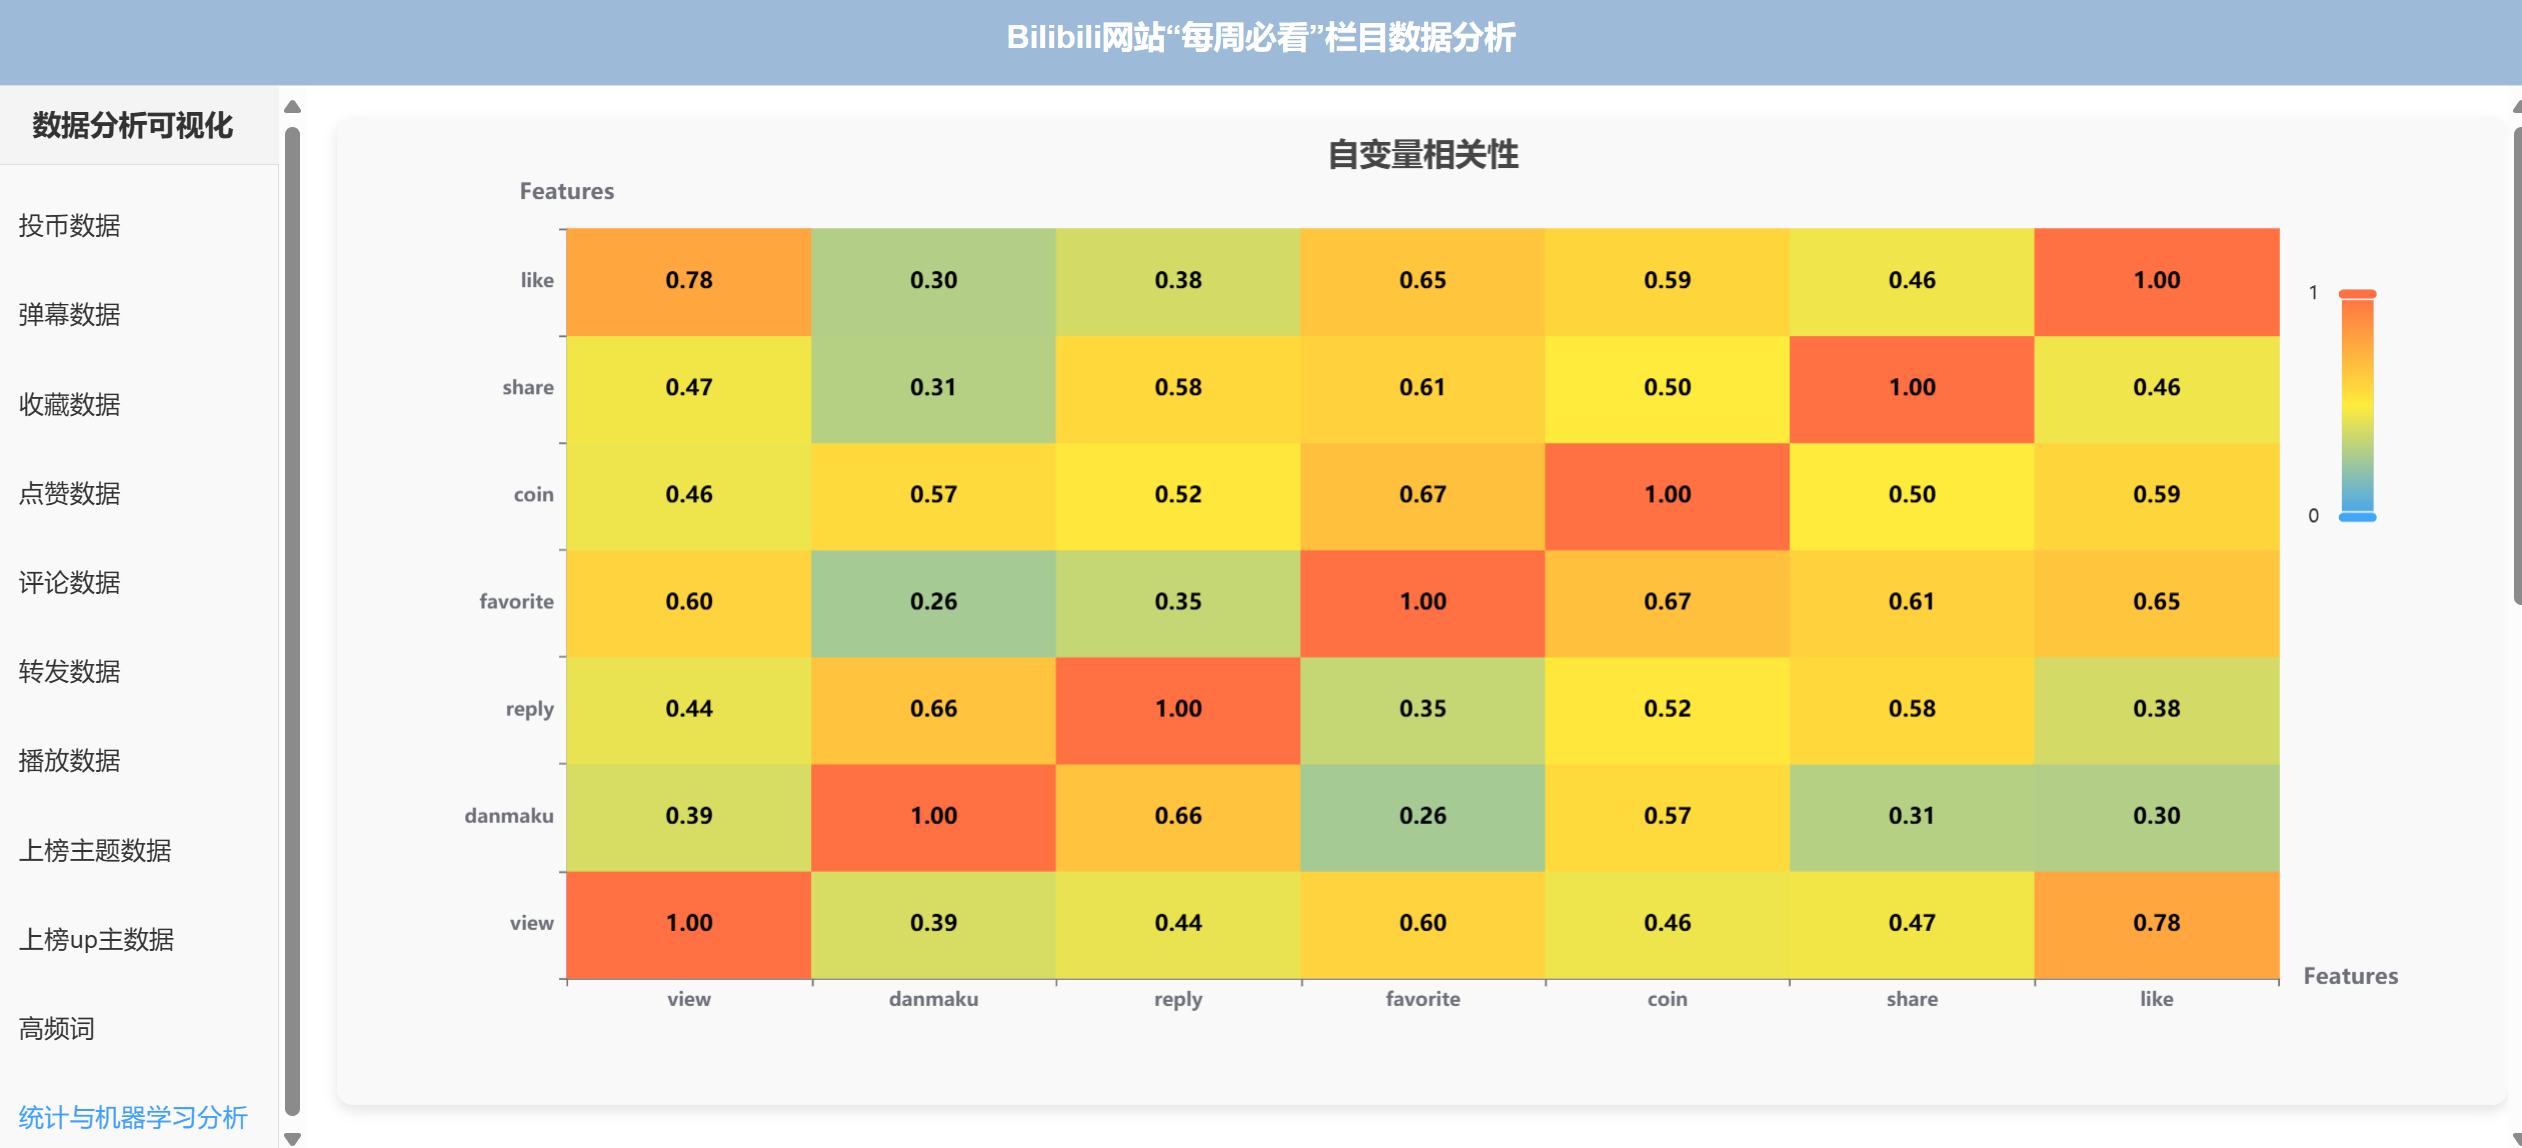 Bilibili网站“每周必看”栏目数据分析
数据分析可视化
投币数据
弹幕数据
收藏数据
点赞数据
评论数据
转发数据
播放数据
上榜主题数据
上榜up主数据
高频词
统计与机器学习分析
自变量相关性
Features
like 0.78 0.30 0.38 0.65 0.59 0.46 1.00
share 0.47 0.31 0.58 0.61 0.50 1.00 0.46
coin 0.46 0.57 0.52 0.67 1.00 0.50 0.59
favorite 0.60 0.26 0.35 1.00 0.67 0.61 0.65
reply 0.44 0.66 1.00 0.35 0.52 0.58 0.38
danmaku 0.39 1.00 0.66 0.26 0.57 0.31 0.30
view 1.00 0.39 0.44 0.60 0.46 0.47 0.78
view danmaku reply favorite coin share like
Features
1
0